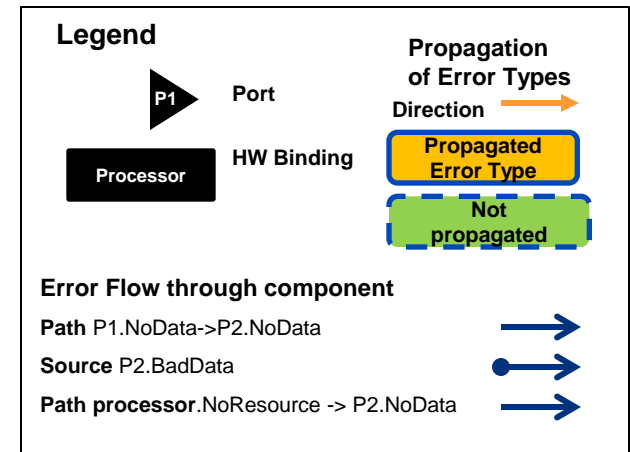 Legend
P1
Port
Processor
HW Binding
Propagation
of Error Types
Direction
Propagated
Error Type
Not
propagated
Error Flow through component
Path P1.NoData->P2.NoData
Source P2.BadData
Path processor.NoResource -> P2.NoData